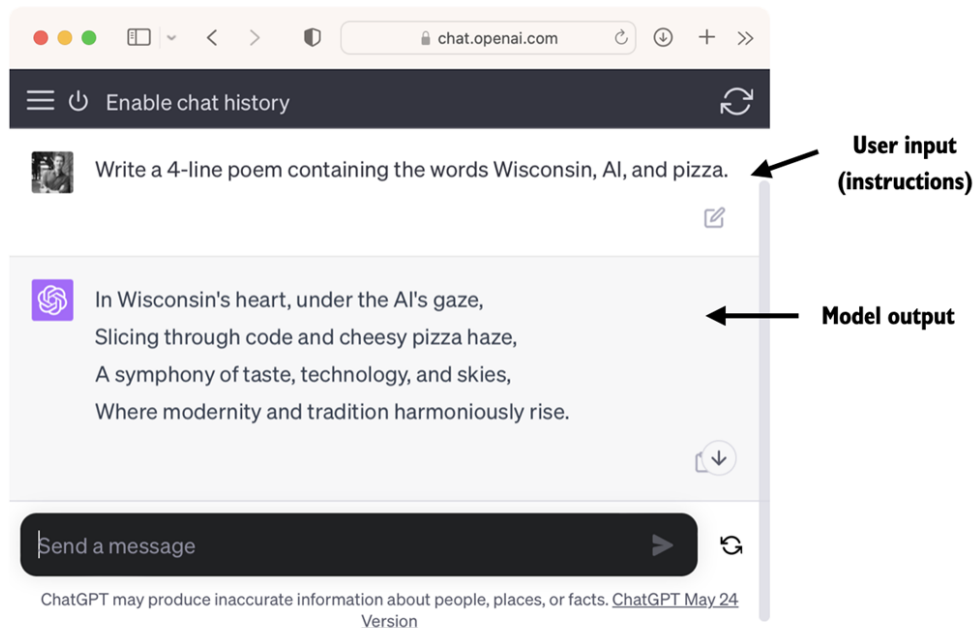 chat.openai.com
Enable chat history
Write a 4-line poem containing the words Wisconsin, AI, and pizza.
User input
(instructions)
In Wisconsin's heart, under the AI's gaze,
Slicing through code and cheesy pizza haze,
A symphony of taste, technology, and skies,
Where modernity and tradition harmoniously rise.
Model output
Send a message
ChatGPT may produce inaccurate information about people, places, or facts. ChatGPT May 24
Version